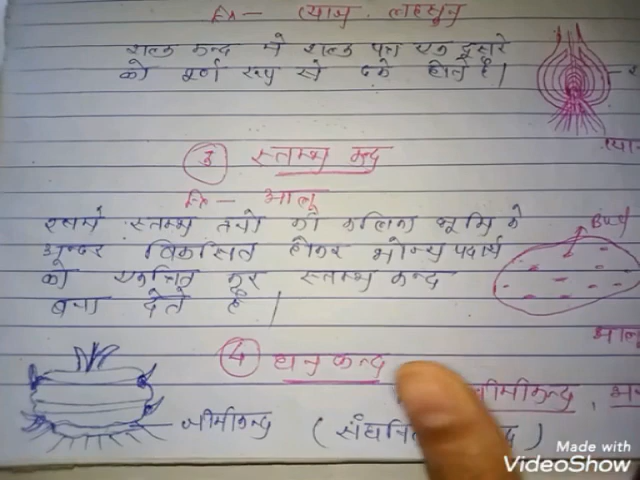 Ex - प्याज, लहसुन
शल्क कन्द में शल्क पत्र एक दूसरे
को पूर्ण रूप से ढके होते हैं।
प्या
3 स्तम्भ कन्द
Ex - आलू
इसमें स्तम्भ तनों की कलिका भूमि के
अन्दर विकसित होकर भोज्य पदार्थ
को एकत्रित कर स्तम्भ कन्द
बना देते हैं।
Bud
आलू
4 घन कन्द
जीमीकन्द,
जीमीकन्द
Made with
VideoShow